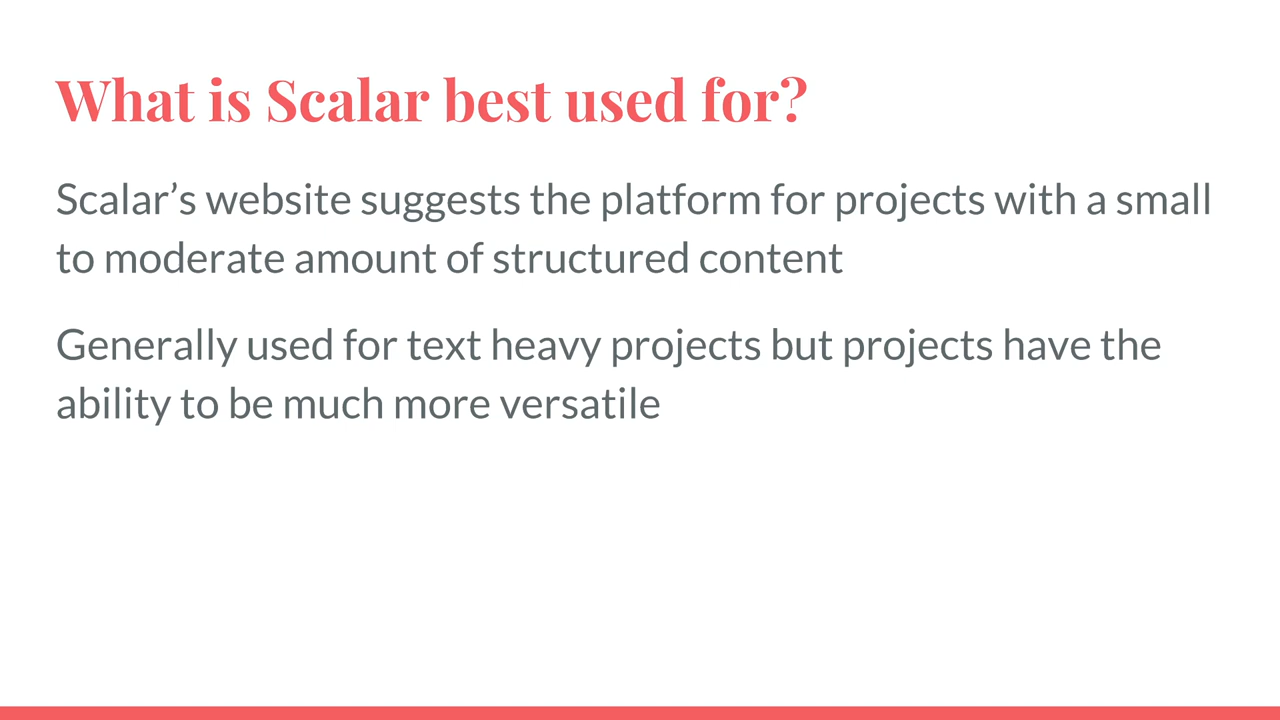 What is Scalar best used for?
Scalar’s website suggests the platform for projects with a small
to moderate amount of structured content
Generally used for text heavy projects but projects have the
ability to be much more versatile